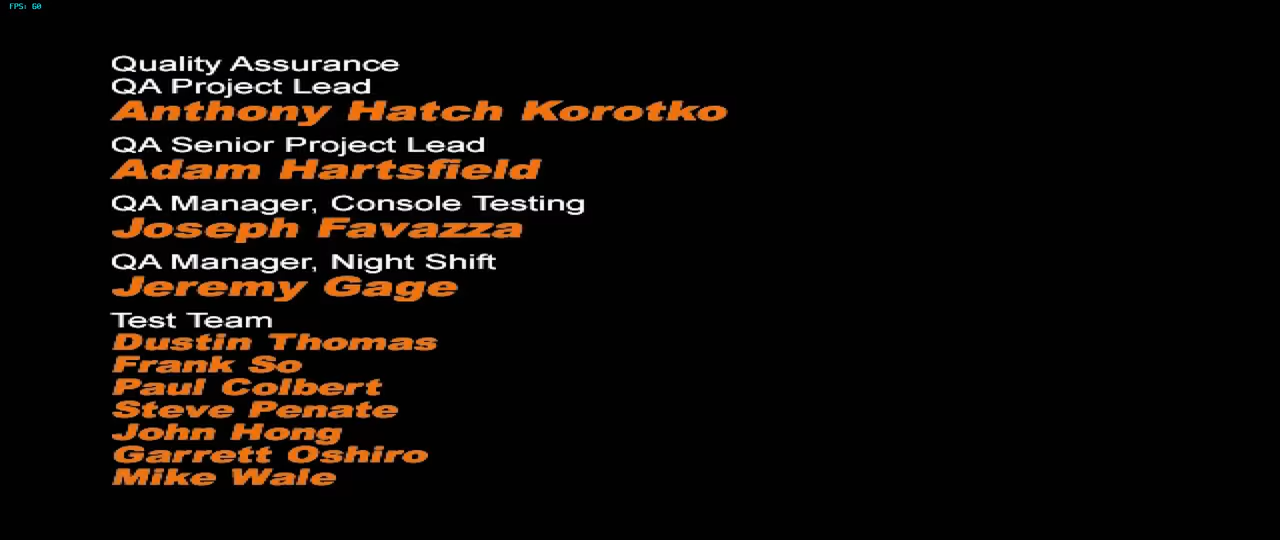 FPS: 60
Quality Assurance
QA Project Lead
Anthony Hatch Korotko
QA Senior Project Lead
Adam Hartsfield
QA Manager, Console Testing
Joseph Favazza
QA Manager, Night Shift
Jeremy Gage
Test Team
Dustin Thomas
Frank So
Paul Colbert
Steve Penate
John Hong
Garrett Oshiro
Mike Wale